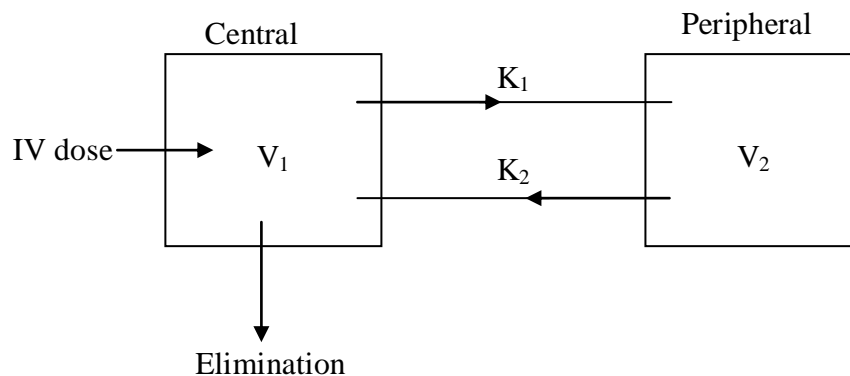 Central
Peripheral
K₁
IV dose
V₁
V₂
K₂
Elimination